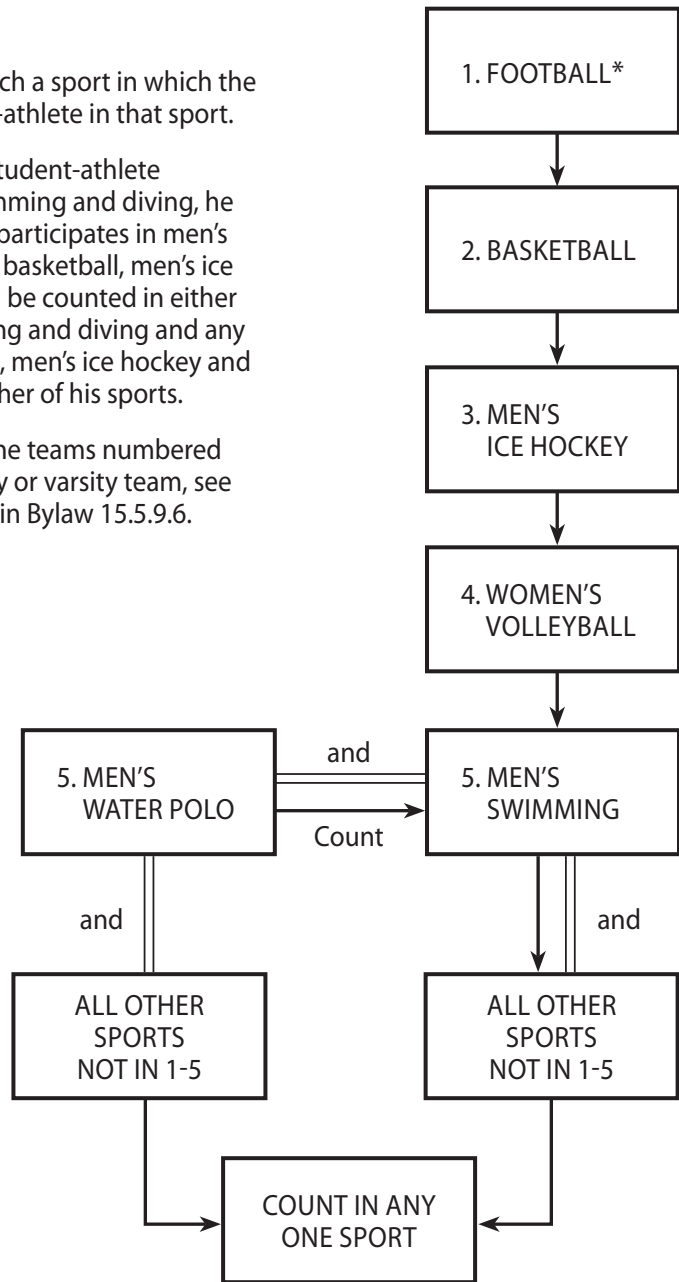 ch a sport in which the
-athlete in that sport.
tudent-athlete
nming and diving, he
participates in men's
basketball, men's ice
be counted in either
ng and diving and any
, men's ice hockey and
her of his sports.
he teams numbered
y or varsity team, see
in Bylaw 15.5.9.6.
1. FOOTBALL*
2. BASKETBALL
3. MEN'S
ICE HOCKEY
4. WOMEN'S
VOLLEYBALL
5. MEN'S
WATER POLO
and
Count
5. MEN'S
SWIMMING
and
and
ALL OTHER
SPORTS
NOT IN 1-5
ALL OTHER
SPORTS
NOT IN 1-5
COUNT IN ANY
ONE SPORT